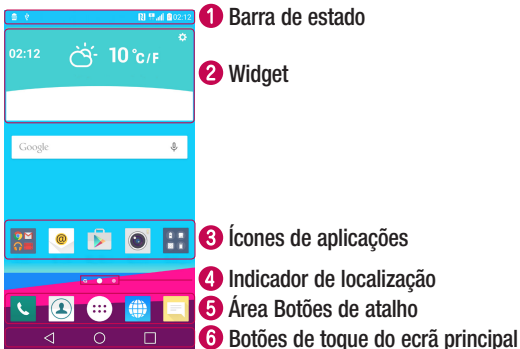 02:12
1 Barra de estado
02:12 10°C/F
2 Widget
Google
3 Ícones de aplicações
4 Indicador de localização
5 Área Botões de atalho
6 Botões de toque do ecrã principal